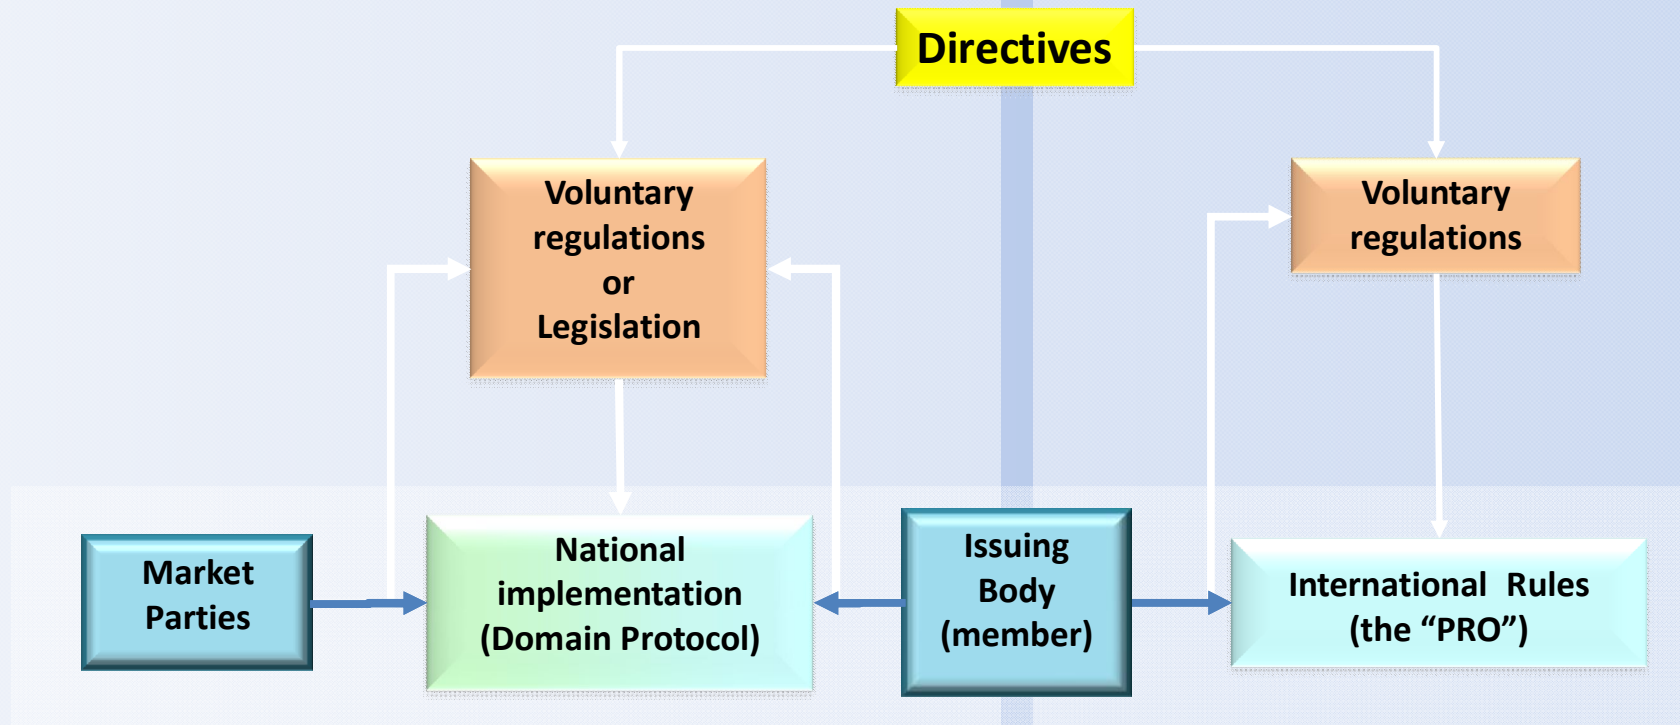 Directives
Voluntary
regulations
or
Legislation
Voluntary
regulations
Market
Parties
National
implementation
(Domain Protocol)
Issuing
Body
(member)
International Rules
(the “PRO”)